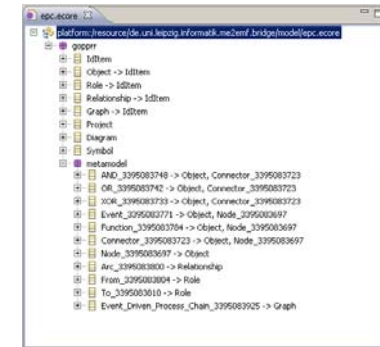 epc.ecore
platform:/resource/de.uni.leipzig.informatik.me2emf.bridge/model/epc.ecore
gopprr
IdItem
Object -> IdItem
Role -> IdItem
Relationship -> IdItem
Graph -> IdItem
Project
Diagram
Symbol
metamodel
AND_3395083748 -> Object, Connector_3395083723
OR_3395083742 -> Object, Connector_3395083723
XOR_3395083733 -> Object, Connector_3395083723
Event_3395083771 -> Object, Node_3395083697
Function_3395083784 -> Object, Node_3395083697
Connector_3395083723 -> Object, Node_3395083697
Node_3395083697 -> Object
Arc_3395083800 -> Relationship
From_3395083804 -> Role
To_3395083810 -> Role
Event_Driven_Process_Chain_3395083925 -> Graph